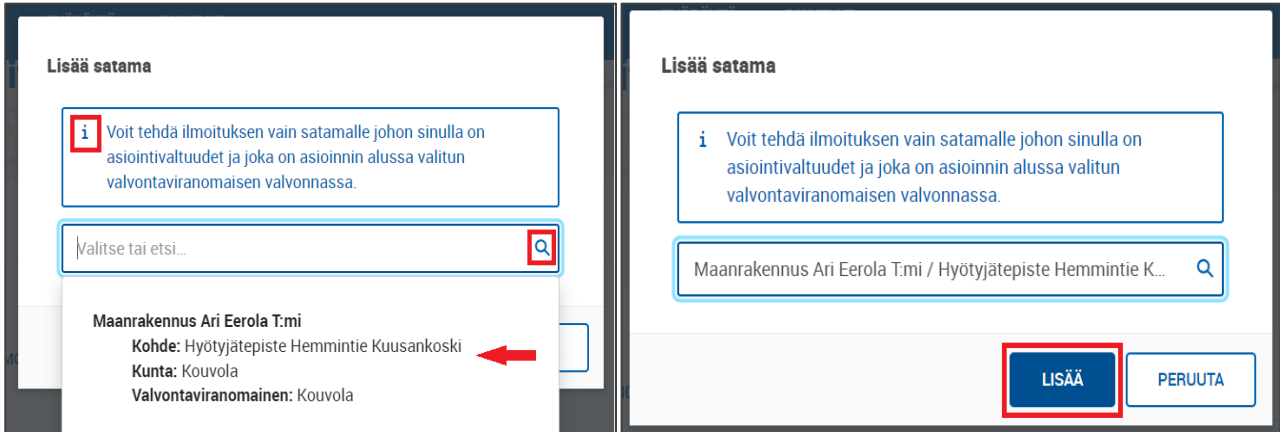 Lisää satama
i Voit tehdä ilmoituksen vain satamalle johon sinulla on
asiointivaltuudet ja joka on asioinnin alussa valitun
valvontaviranomaisen valvonnassa.
Valitse tai etsi...
Maanrakennus Ari Eerola T:mi
Kohde: Hyötyjätepiste Hemmintie Kuusankoski
Kunta: Kouvola
Valvontaviranomainen: Kouvola
Lisää satama
i Voit tehdä ilmoituksen vain satamalle johon sinulla on
asiointivaltuudet ja joka on asioinnin alussa valitun
valvontaviranomaisen valvonnassa.
Maanrakennus Ari Eerola T:mi / Hyötyjätepiste Hemmintie K...
LISÄÄ PERUUTA